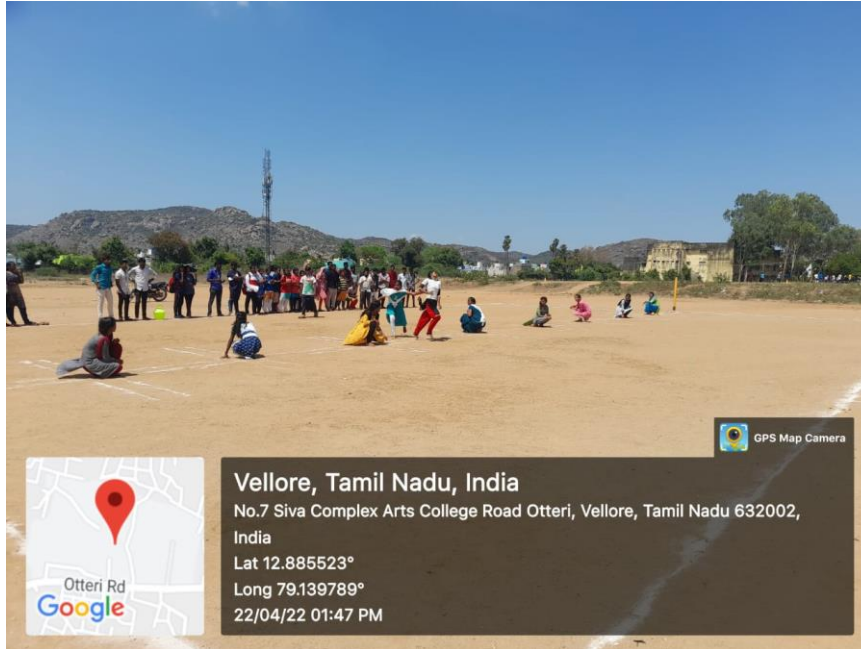 GPS Map Camera
Vellore, Tamil Nadu, India
No.7 Siva Complex Arts College Road Otteri, Vellore, Tamil Nadu 632002,
India
Lat 12.885523°
Long 79.139789°
22/04/22 01:47 PM
Otteri Rd
Google